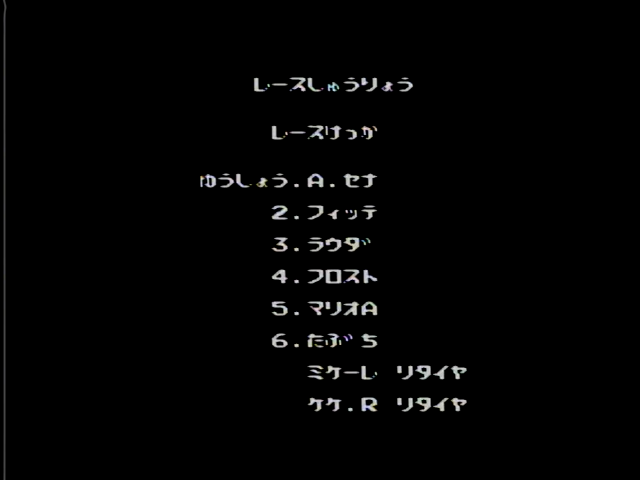 レースしゅうりょう
レースけっか
ゆうしょう.A.セナ
2.フィッテ
3.ラウダ
4.フロスト
5.マリオA
6.たぶち
ミケーレ リタイヤ
ケケ.R リタイヤ